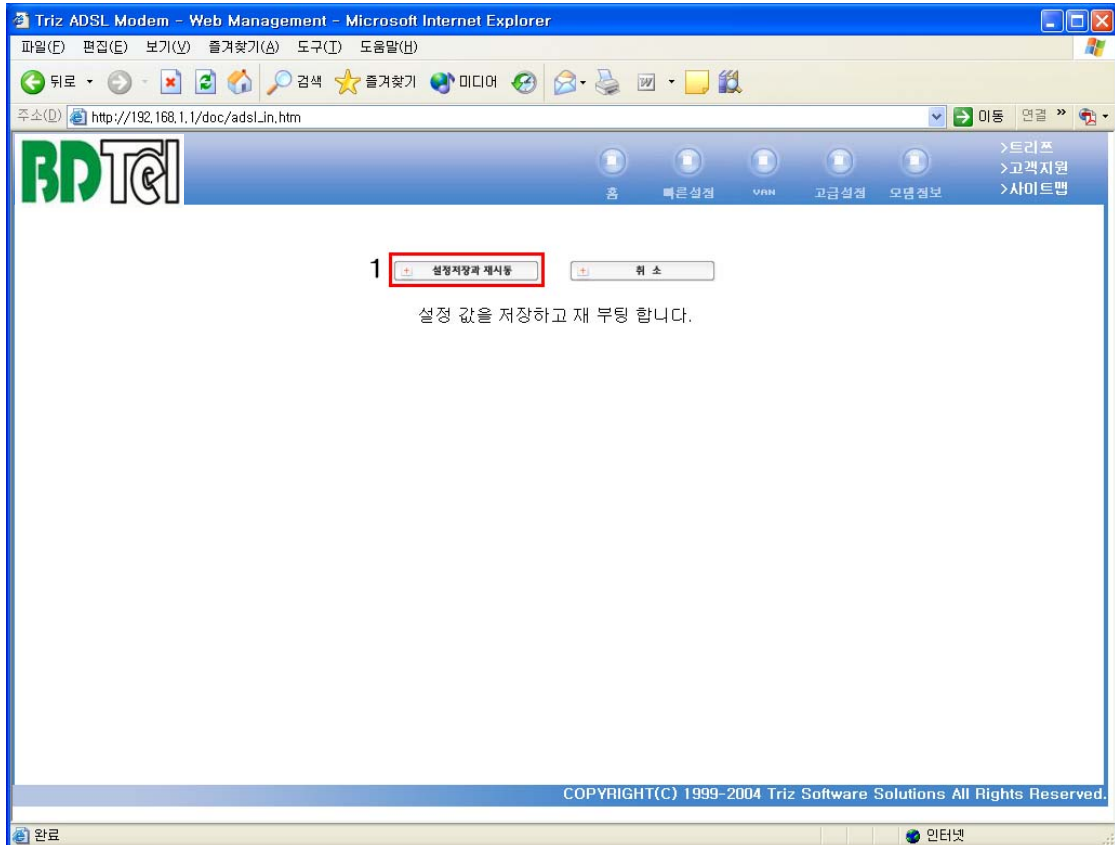 Triz ADSL Modem - Web Management - Microsoft Internet Explorer
파일(F) 편집(E) 보기(V) 즐겨찾기(A) 도구(T) 도움말(H)
뒤로 검색 즐겨찾기 미디어
주소(D) http://192.168.1.1/doc/adsl_in.htm 이동 연결 »
BDTel
홈 빠른설정 VAN 고급설정 모뎀정보
>트리쯔
>고객지원
>사이트맵
1 설정저장과 재시동 취 소
설정 값을 저장하고 재 부팅 합니다.
COPYRIGHT(C) 1999-2004 Triz Software Solutions All Rights Reserved.
완료 인터넷